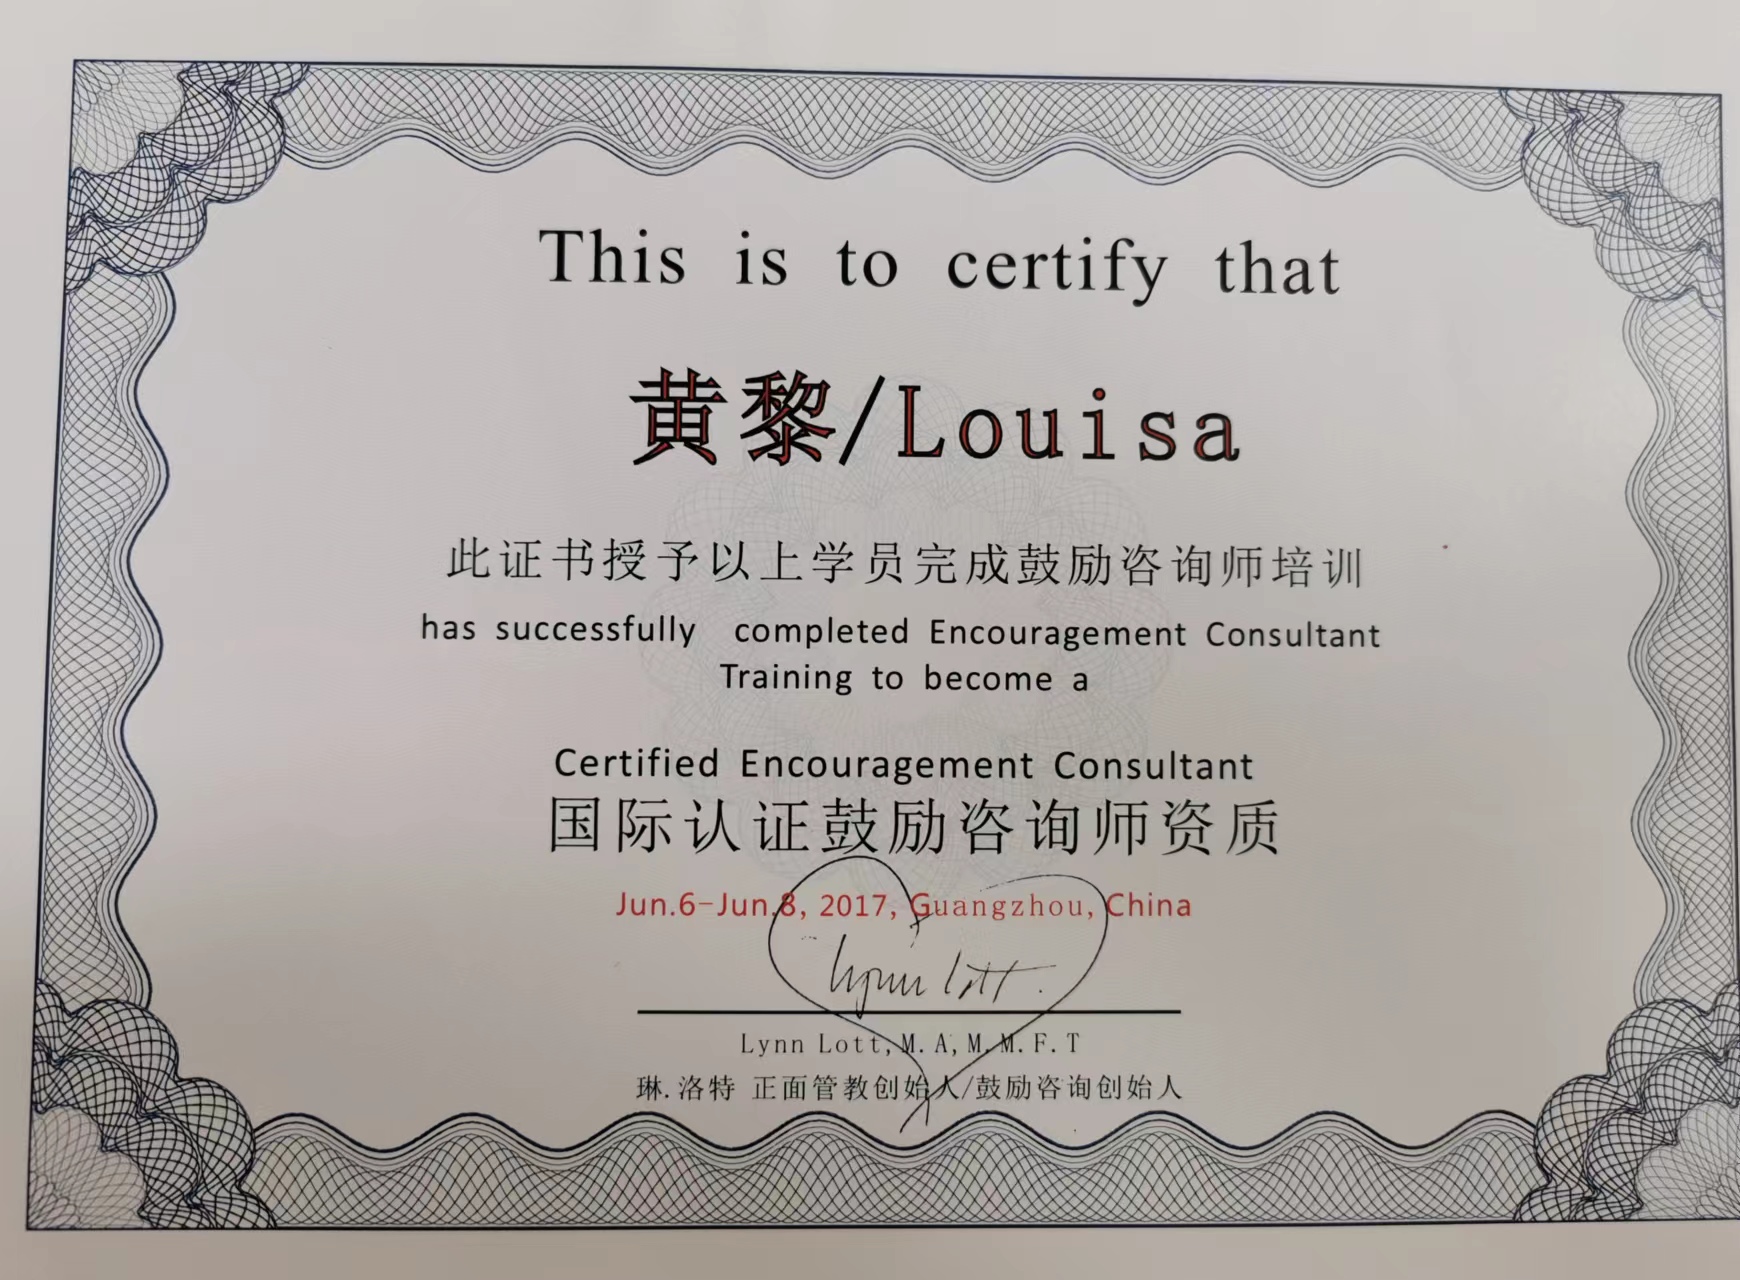 This is to certify that
黄黎/Louisa
此证书授予以上学员完成鼓励咨询师培训
has successfully completed Encouragement Consultant
Training to become a
Certified Encouragement Consultant
国际认证鼓励咨询师资质
Jun.6-Jun.8, 2017, Guangzhou, China
Lynn Lott.
Lynn Lott, M. A, M. M. F. T
琳.洛特 正面管教创始人/鼓励咨询创始人